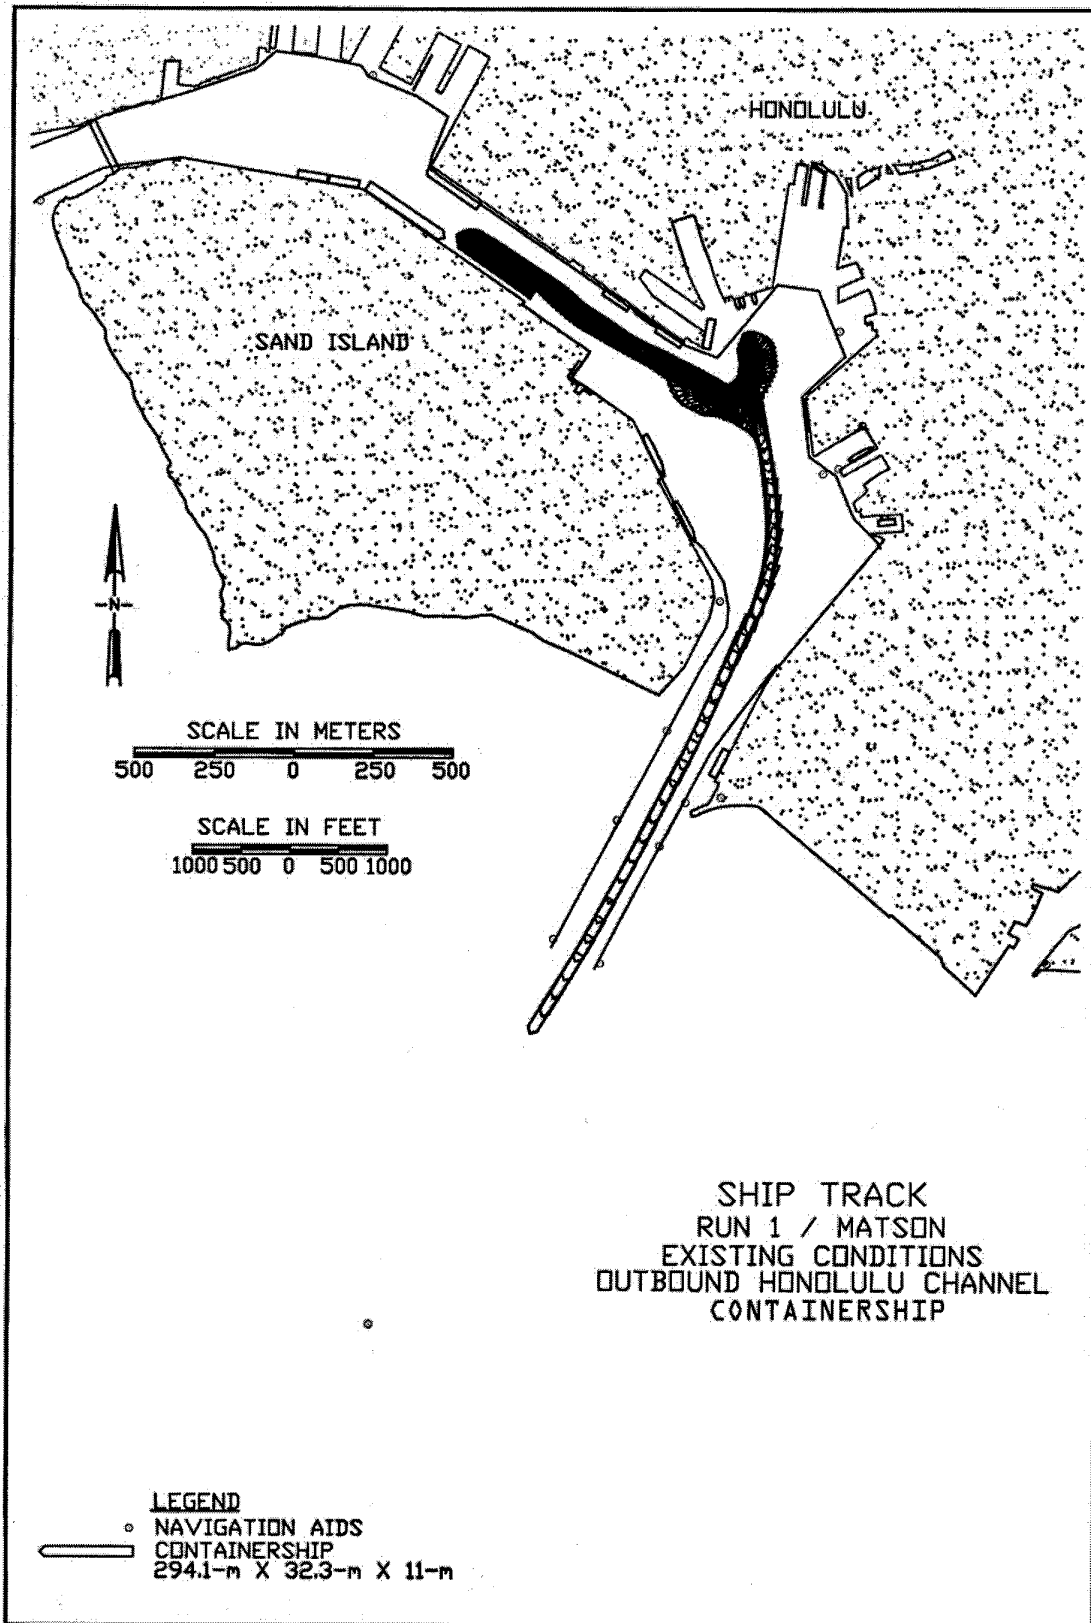 HONOLULU
SAND ISLAND
N
SCALE IN METERS
500 250 0 250 500
SCALE IN FEET
1000 500 0 500 1000
SHIP TRACK
RUN 1 / MATSON
EXISTING CONDITIONS
OUTBOUND HONOLULU CHANNEL
CONTAINERSHIP
LEGEND
NAVIGATION AIDS
CONTAINERSHIP
294.1-m X 32.3-m X 11-m